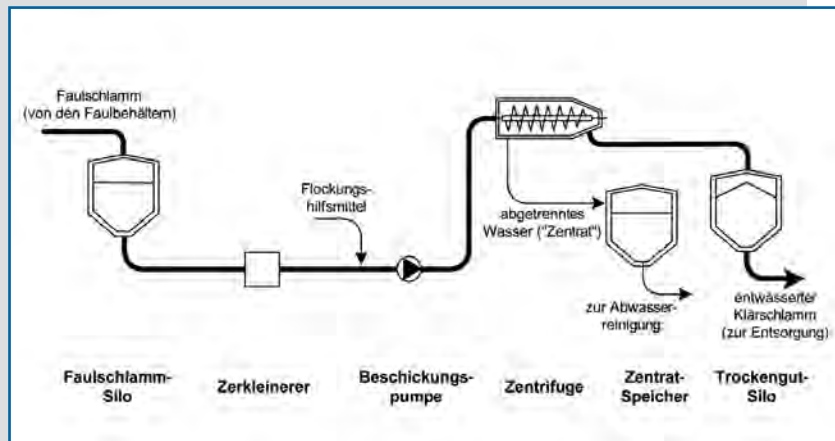 Faulschlamm
(von den Faulbehältern)
Flockungs-
hilfsmittel
abgetrenntes
Wasser ("Zentrat")
zur Abwasser-
reinigung
entwässerter
Klärschlamm
(zur Entsorgung)
Faulschlamm-
Silo
Zerkleinerer
Beschickungs-
pumpe
Zentrifuge
Zentrat-
Speicher
Trockengut-
Silo